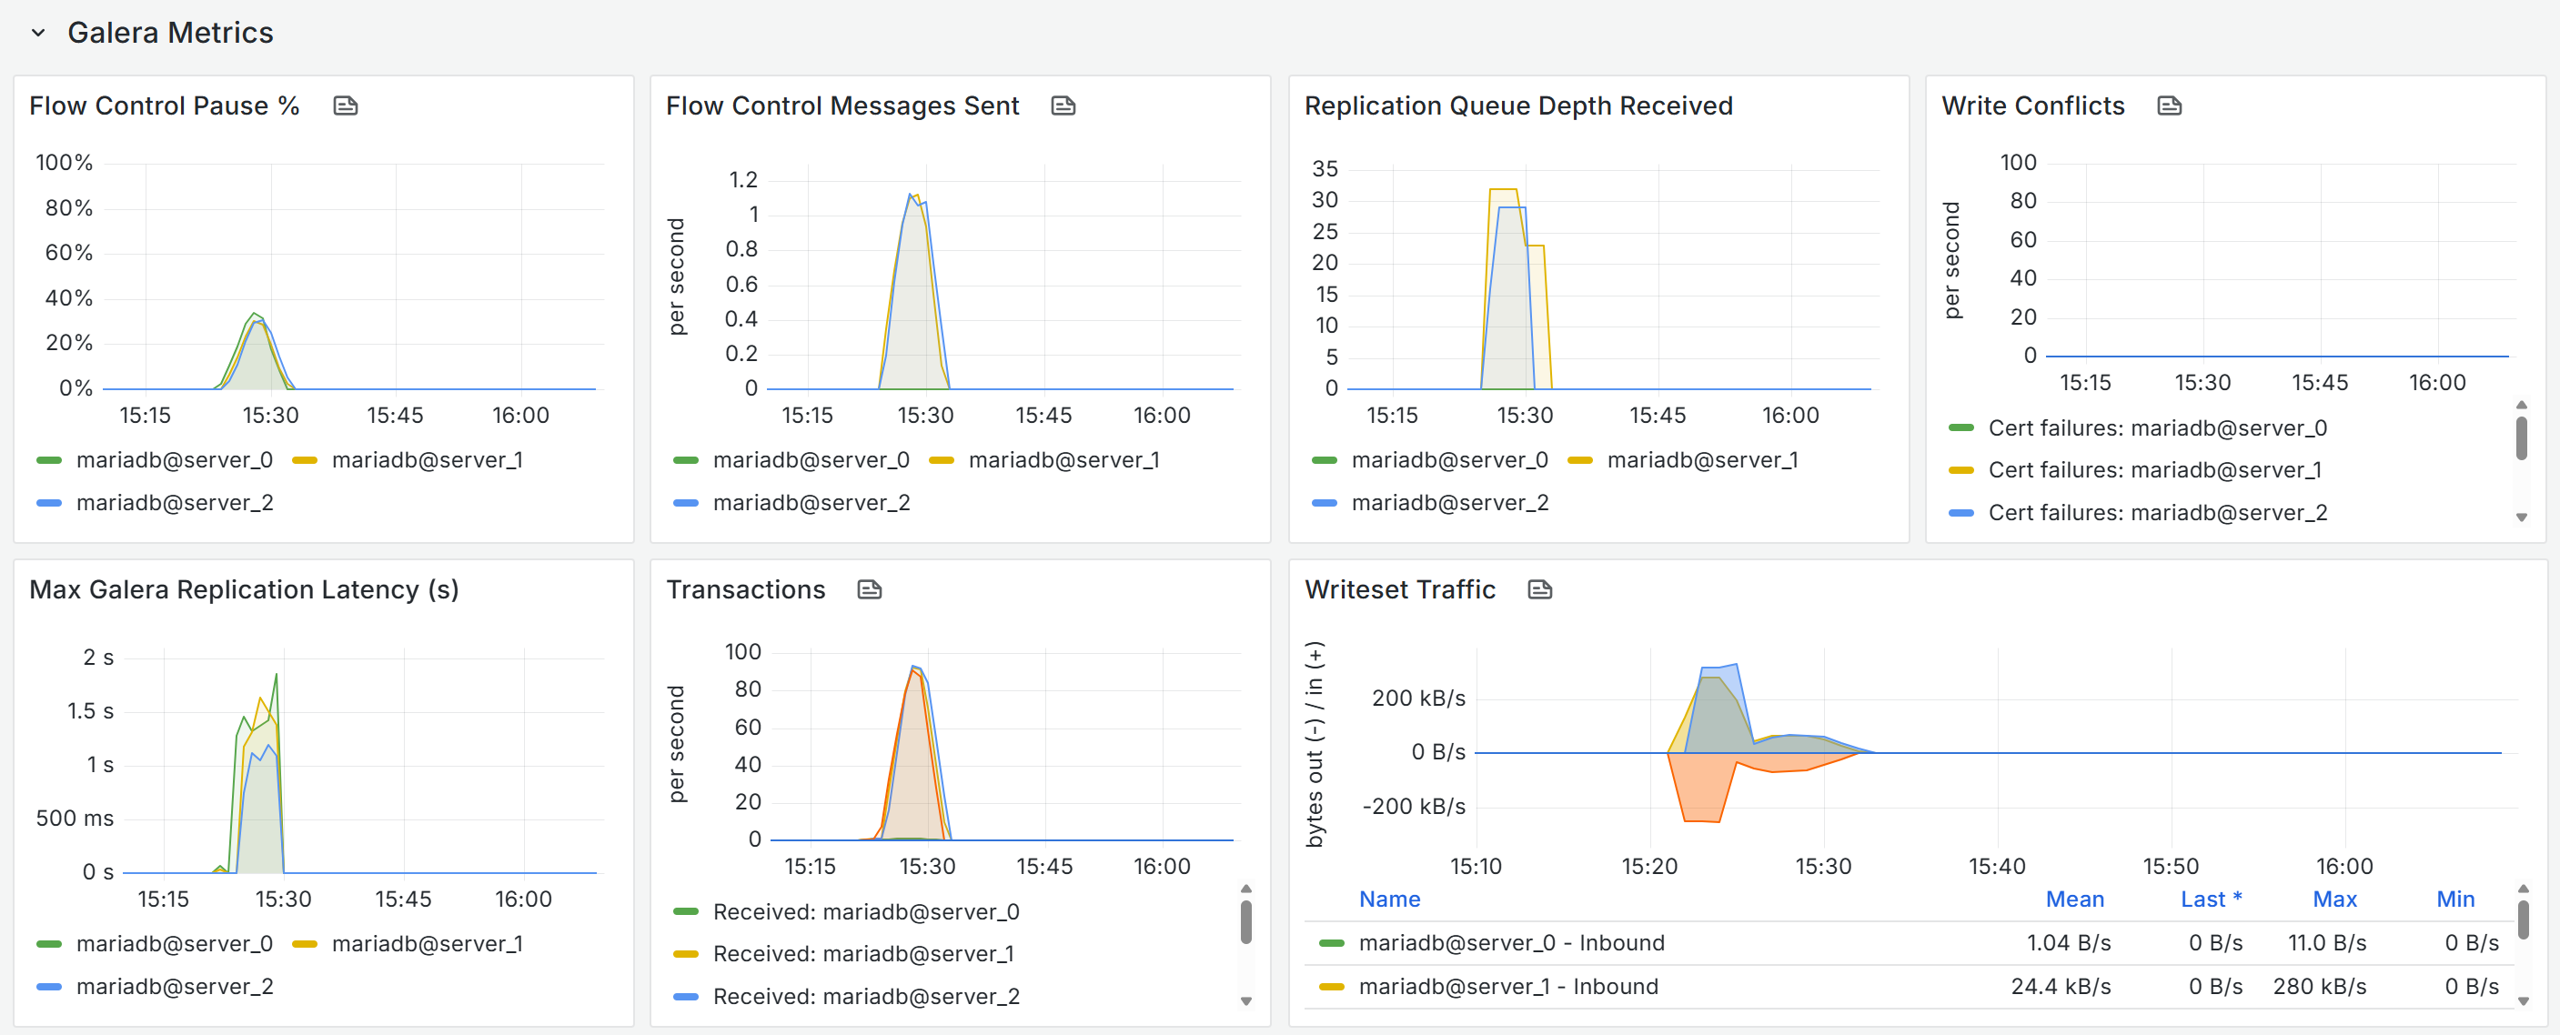 Galera Metrics
Flow Control Pause %
100%
80%
60%
40%
20%
0%
15:15 15:30 15:45 16:00
mariadb@server_0 mariadb@server_1
mariadb@server_2
Flow Control Messages Sent
per second
1.2
1
0.8
0.6
0.4
0.2
0
15:15 15:30 15:45 16:00
mariadb@server_0 mariadb@server_1
mariadb@server_2
Replication Queue Depth Received
35
30
25
20
15
10
5
0
15:15 15:30 15:45 16:00
mariadb@server_0 mariadb@server_1
mariadb@server_2
Write Conflicts
per second
100
80
60
40
20
0
15:15 15:30 15:45 16:00
Cert failures: mariadb@server_0
Cert failures: mariadb@server_1
Cert failures: mariadb@server_2
Max Galera Replication Latency (s)
2 s
1.5 s
1 s
500 ms
0 s
15:15 15:30 15:45 16:00
mariadb@server_0 mariadb@server_1
mariadb@server_2
Transactions
per second
100
80
60
40
20
0
15:15 15:30 15:45 16:00
Received: mariadb@server_0
Received: mariadb@server_1
Received: mariadb@server_2
Writeset Traffic
bytes out (-) / in (+)
200 kB/s
0 B/s
-200 kB/s
15:10 15:20 15:30 15:40 15:50 16:00
Name Mean Last * Max Min
mariadb@server_0 - Inbound 1.04 B/s 0 B/s 11.0 B/s 0 B/s
mariadb@server_1 - Inbound 24.4 kB/s 0 B/s 280 kB/s 0 B/s